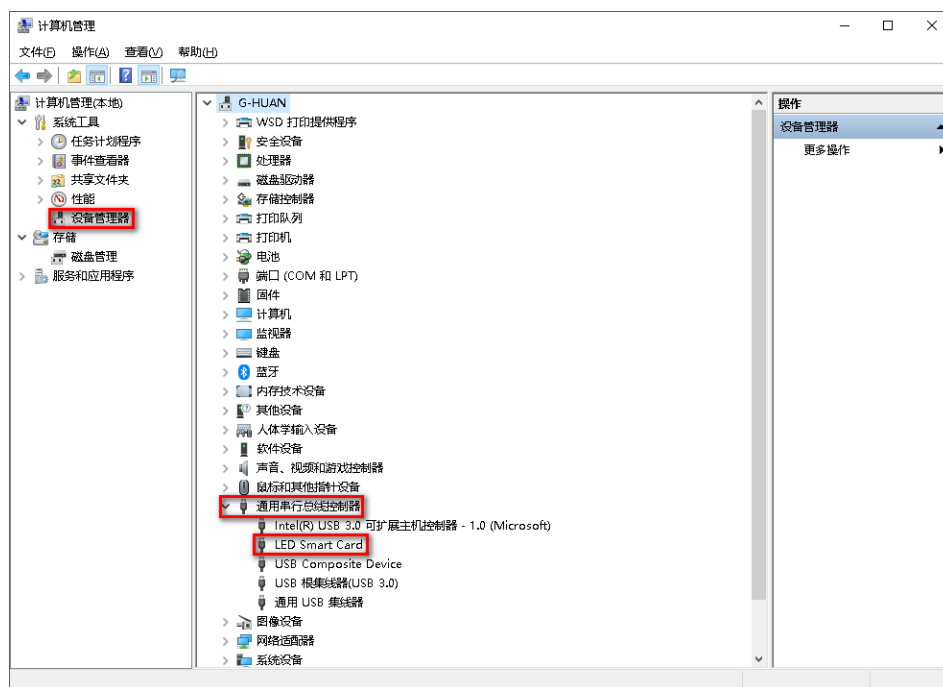 计算机管理
文件(F) 操作(A) 查看(V) 帮助(H)
计算机管理(本地)
系统工具
任务计划程序
事件查看器
共享文件夹
性能
设备管理器
存储
磁盘管理
服务和应用程序
G-HUAN
WSD 打印提供程序
安全设备
处理器
磁盘驱动器
存储控制器
打印队列
打印机
电池
端口 (COM 和 LPT)
固件
计算机
监视器
键盘
蓝牙
内存技术设备
其他设备
人体学输入设备
软件设备
声音、视频和游戏控制器
鼠标和其他指针设备
通用串行总线控制器
Intel(R) USB 3.0 可扩展主机控制器 - 1.0 (Microsoft)
LED Smart Card
USB Composite Device
USB 根集线器(USB 3.0)
通用 USB 集线器
图像设备
网络适配器
系统设备
操作
设备管理器
更多操作